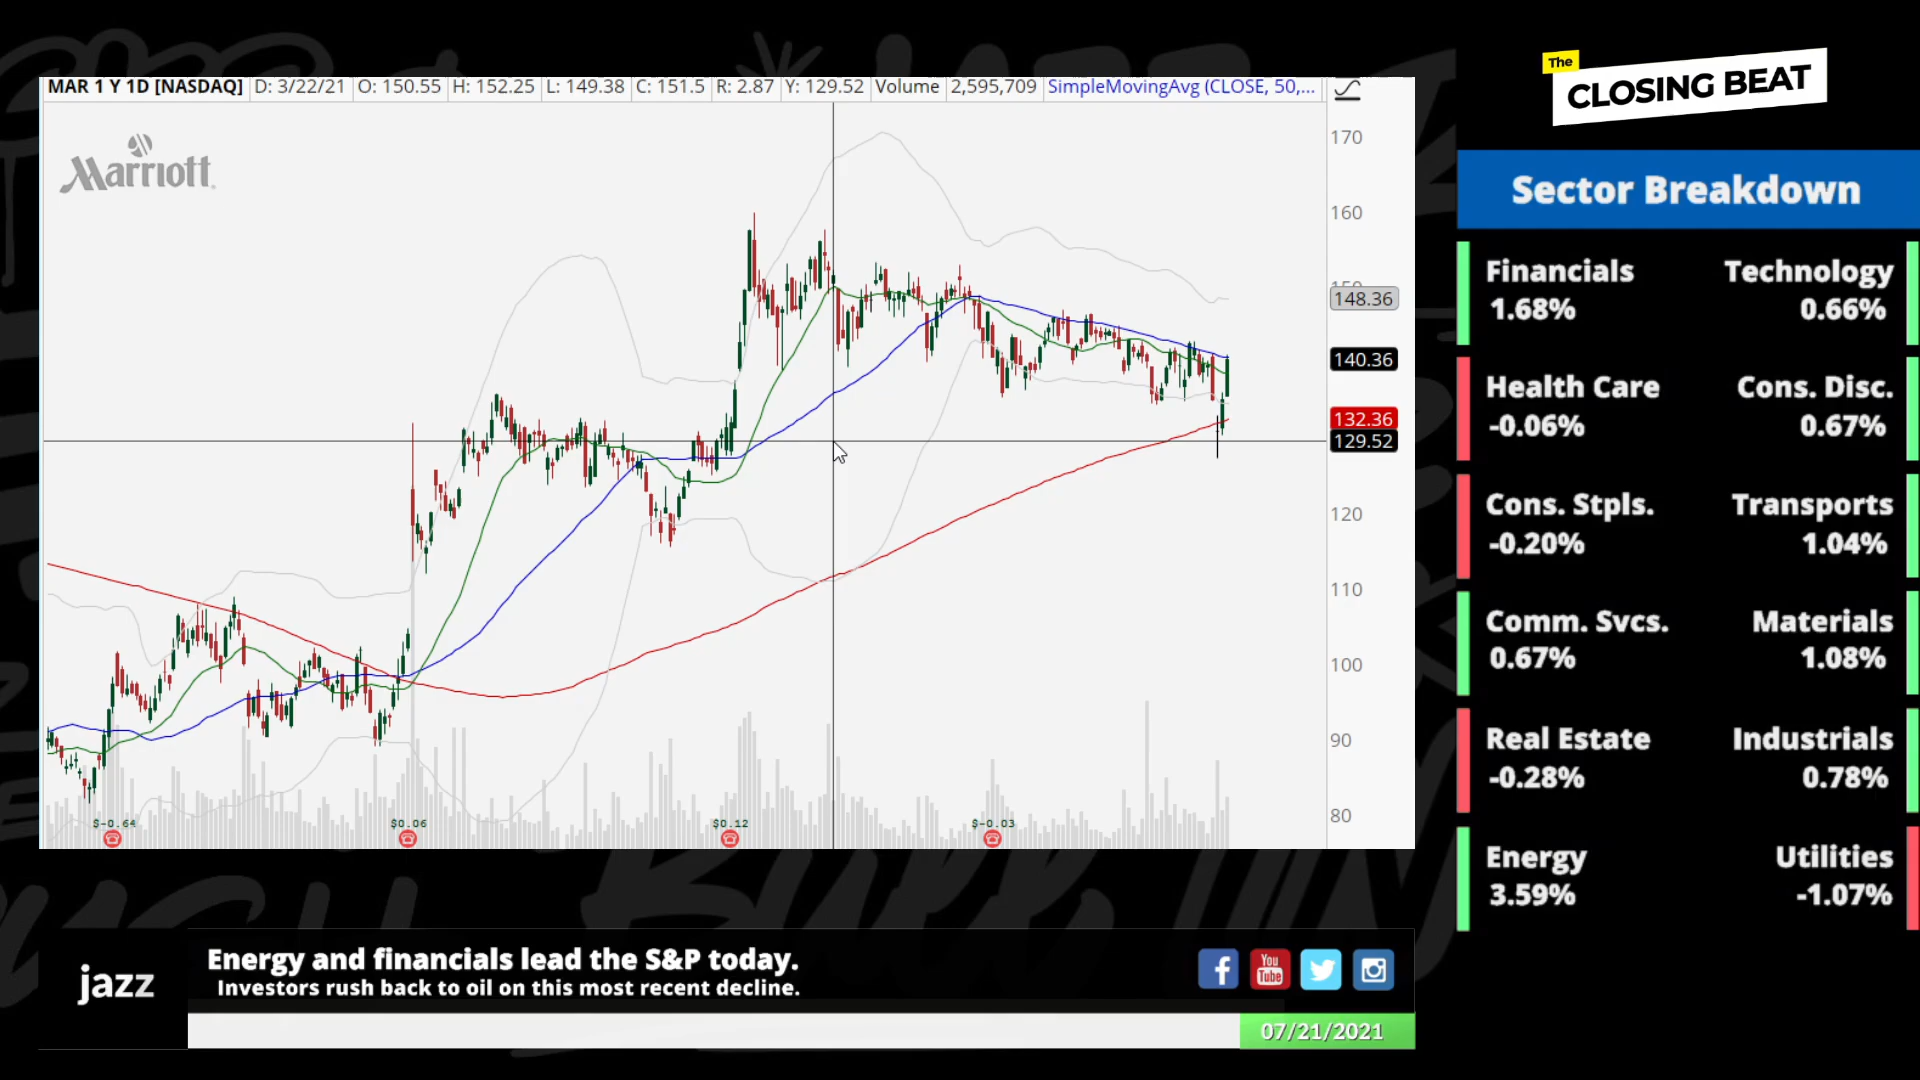 The
CLOSING BEAT
MAR 1 Y 1D [NASDAQ] D: 3/22/21 O: 150.55 H: 152.25 L: 149.38 C: 151.5 R: 2.87 Y: 129.52 Volume 2,595,709 SimpleMovingAvg (CLOSE, 50,...
Marriott
170
160
148.36
140.36
132.36
129.52
120
110
100
90
80
$-0.64 $0.06 $0.12 $-0.03
Sector Breakdown
Financials Technology
1.68% 0.66%
Health Care Cons. Disc.
-0.06% 0.67%
Cons. Stpls. Transports
-0.20% 1.04%
Comm. Svcs. Materials
0.67% 1.08%
Real Estate Industrials
-0.28% 0.78%
Energy Utilities
3.59% -1.07%
jazz
Energy and financials lead the S&P today.
Investors rush back to oil on this most recent decline.
You
Tube
07/21/2021